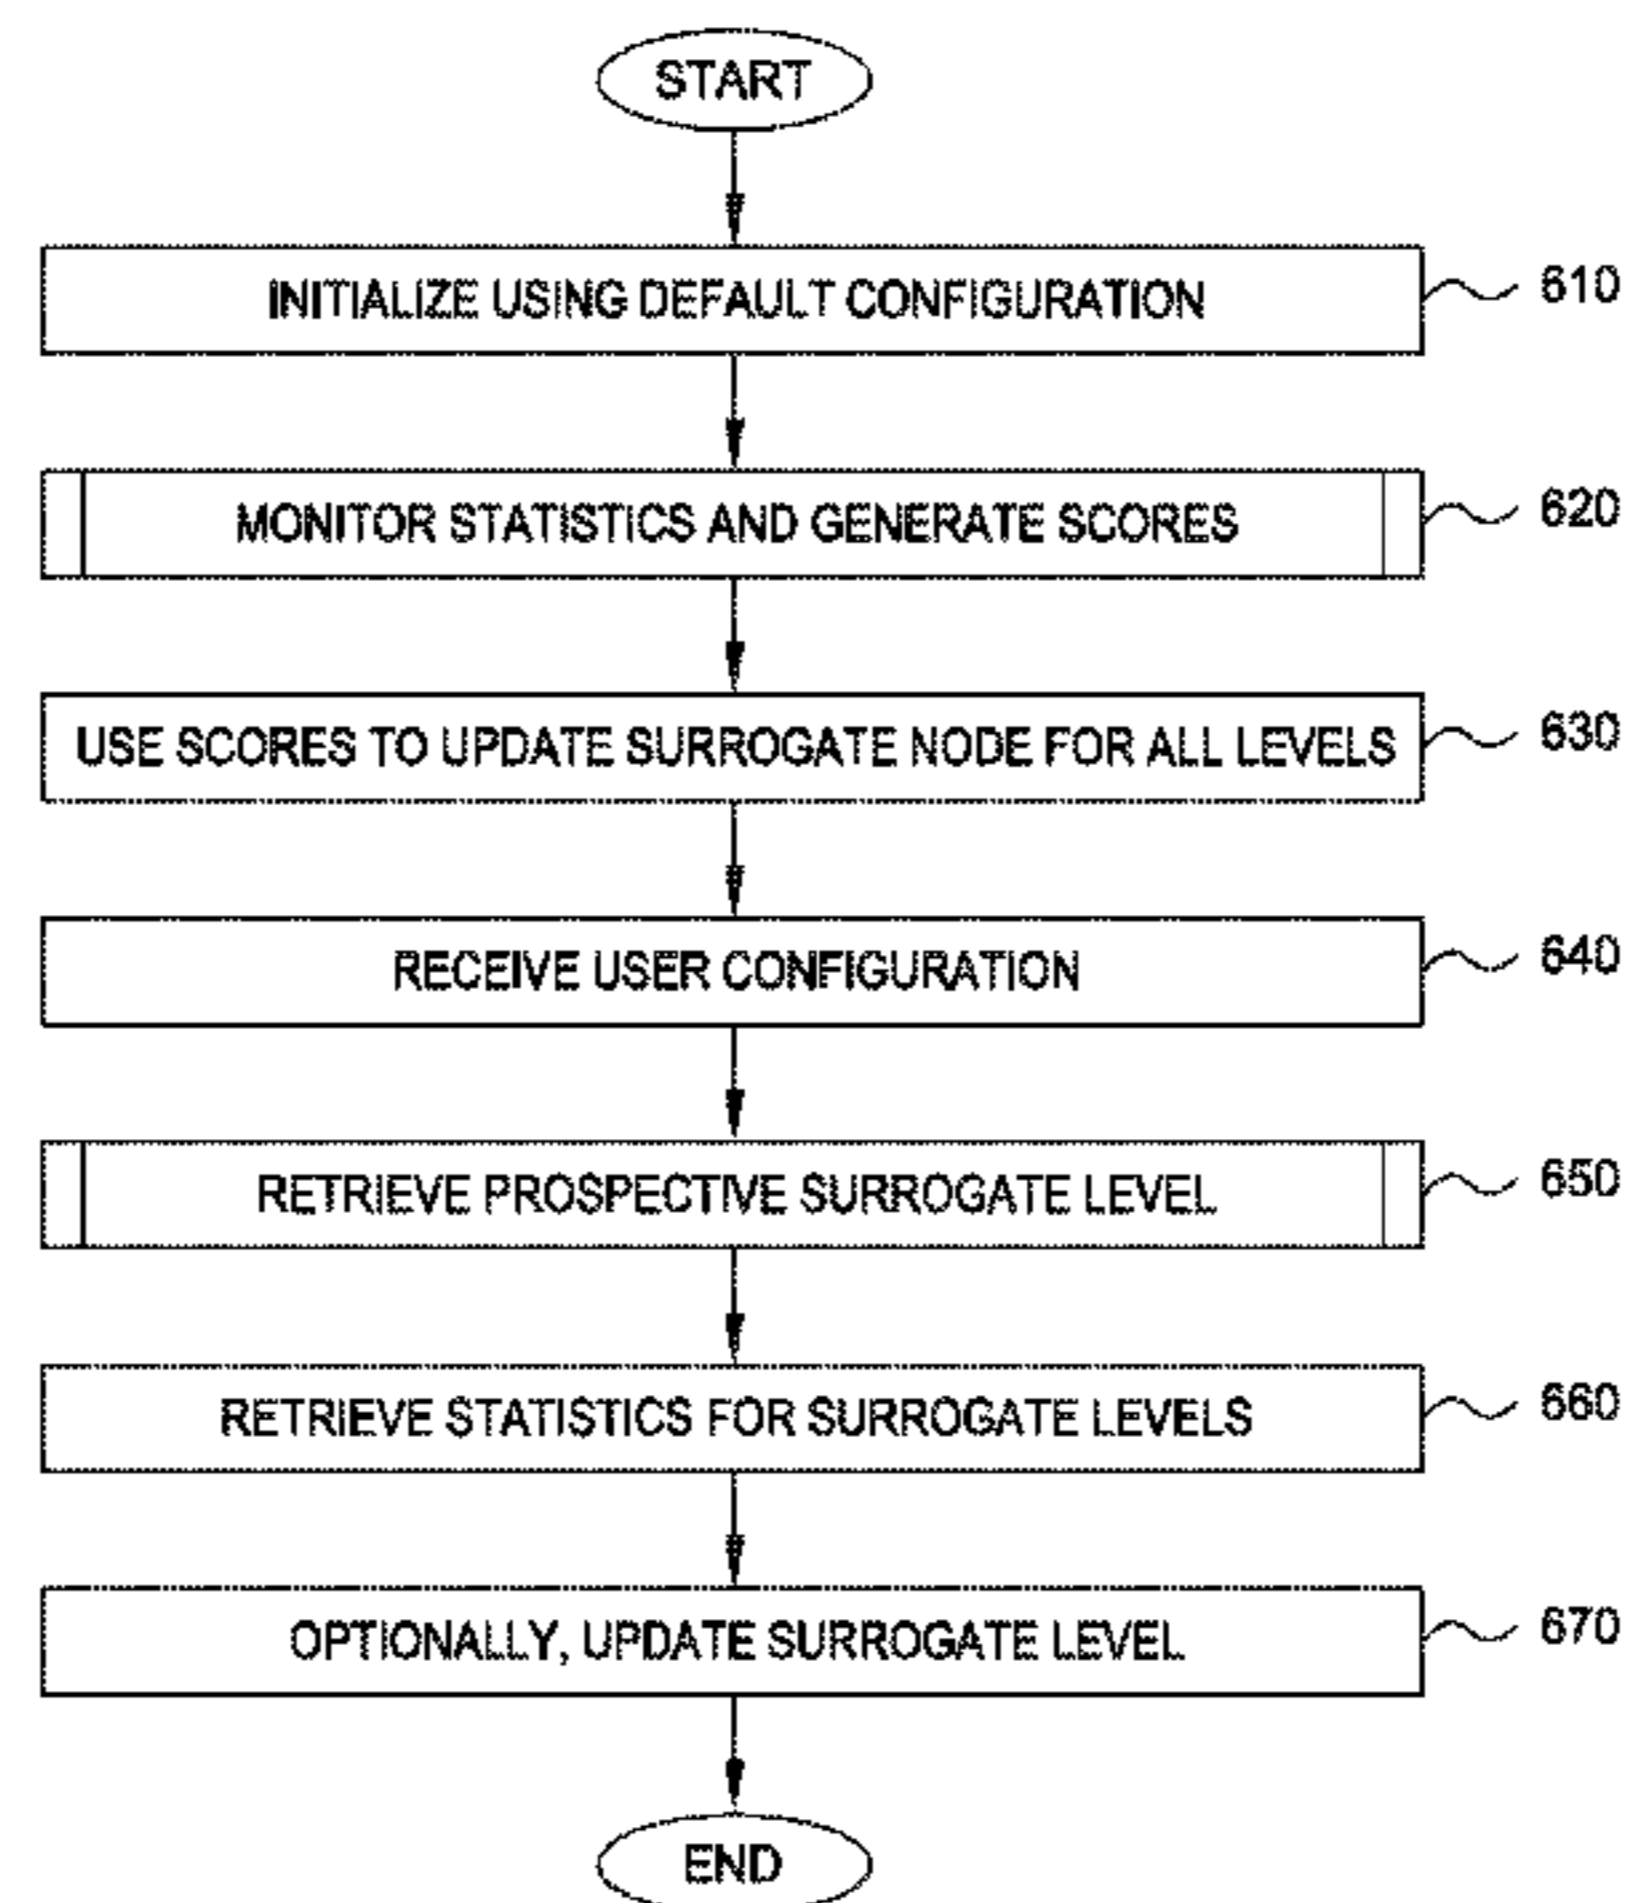 START
INITIALIZE USING DEFAULT CONFIGURATION
610
MONITOR STATISTICS AND GENERATE SCORES
620
USE SCORES TO UPDATE SURROGATE NODE FOR ALL LEVELS
630
RECEIVE USER CONFIGURATION
640
RETRIEVE PROSPECTIVE SURROGATE LEVEL
650
RETRIEVE STATISTICS FOR SURROGATE LEVELS
660
OPTIONALLY, UPDATE SURROGATE LEVEL
670
END